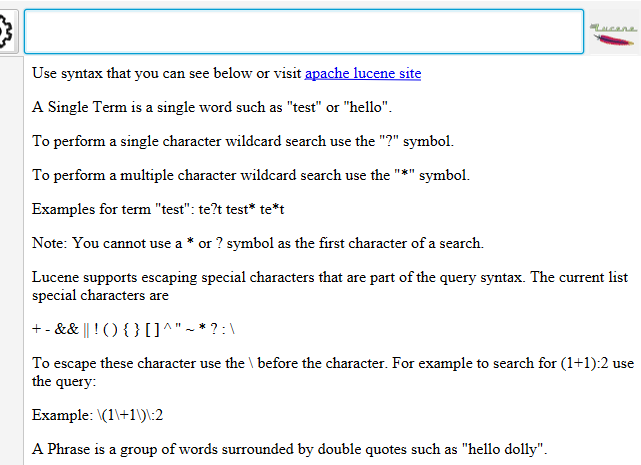 Lucene
Use syntax that you can see below or visit apache lucene site
A Single Term is a single word such as "test" or "hello".
To perform a single character wildcard search use the "?" symbol.
To perform a multiple character wildcard search use the "*" symbol.
Examples for term "test": te?t test* te*t
Note: You cannot use a * or ? symbol as the first character of a search.
Lucene supports escaping special characters that are part of the query syntax. The current list
special characters are
+ - && || ! ( ) { } [ ] ^ " ~ * ? : \
To escape these character use the \ before the character. For example to search for (1+1):2 use
the query:
Example: \(1\+1\)\:2
A Phrase is a group of words surrounded by double quotes such as "hello dolly".